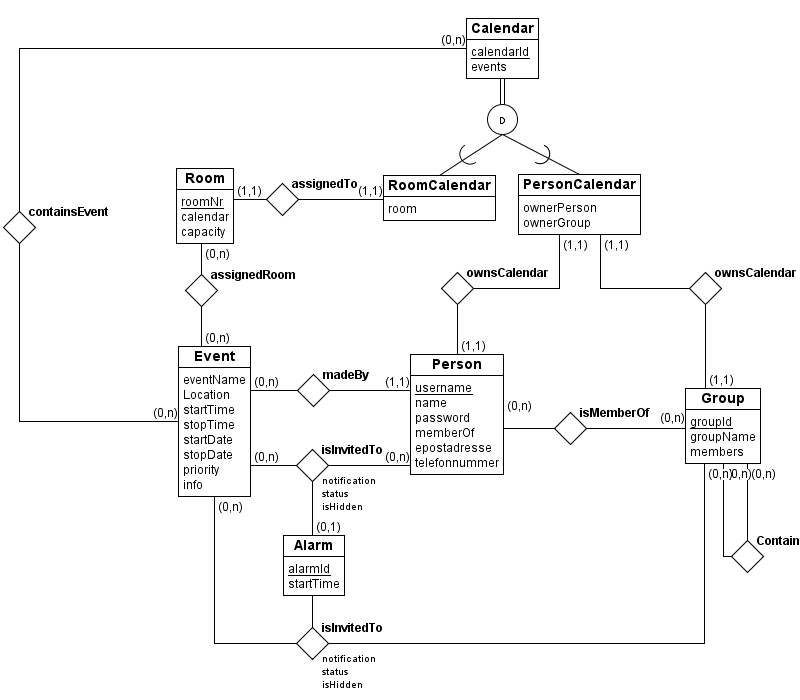 Calendar
(0,n)
calendarId
events
D
Room
roomNr
calendar
capacity
(1,1)
assignedTo
(1,1)
RoomCalendar
room
PersonCalendar
ownerPerson
ownerGroup
containsEvent
(0,n)
(1,1)
(1,1)
assignedRoom
ownsCalendar
ownsCalendar
(0,n)
(1,1)
(1,1)
Event
eventName
Location
startTime
stopTime
startDate
stopDate
priority
info
(0,n)
madeBy
(1,1)
Person
username
name
password
memberOf
epostadresse
telefonnummer
(0,n)
isMemberOf
(0,n)
Group
groupId
groupName
members
(0,n)
(0,n)
isInvitedTo
(0,n)
notification
status
isHidden
(0,n)
(0,n)
(0,n)
(0,n)
(0,1)
Alarm
alarmId
startTime
Contain
isInvitedTo
notification
status
isHidden